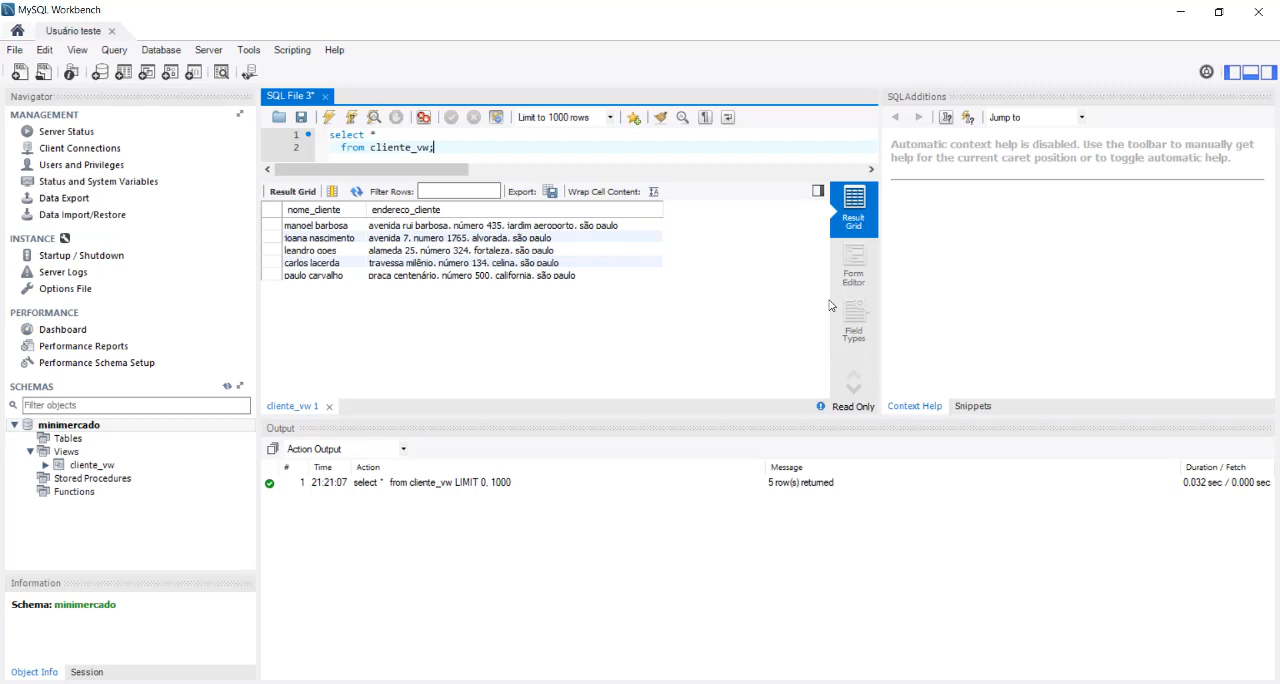 MySQL Workbench
Usuário teste
File Edit View Query Database Server Tools Scripting Help
Navigator
MANAGEMENT
Server Status
Client Connections
Users and Privileges
Status and System Variables
Data Export
Data Import/Restore
INSTANCE
Startup / Shutdown
Server Logs
Options File
PERFORMANCE
Dashboard
Performance Reports
Performance Schema Setup
SCHEMAS
Filter objects
minimercado
Tables
Views
cliente_vw
Stored Procedures
Functions
Information
Schema: minimercado
Object Info Session
SQL File 3*
Limit to 1000 rows
1 select *
2 from cliente_vw;
Result Grid Filter Rows: Export: Wrap Cell Content:
nome_cliente endereco_cliente
manoel barbosa avenida rui barbosa, número 435, jardim aeroporto, são paulo
joana nascimento avenida 7, numero 1765, alvorada, são paulo
leandro goes alameda 25, número 324, fortaleza, são paulo
carlos lacerda travessa milênio, número 134, celina, são paulo
paulo carvalho praça centenário, número 500, california, são paulo
Result
Grid
Form
Editor
Field
Types
cliente_vw 1 Read Only
SQLAdditions
Jump to
Automatic context help is disabled. Use the toolbar to manually get
help for the current caret position or to toggle automatic help.
Context Help Snippets
Output
Action Output
# Time Action Message Duration / Fetch
1 21:21:07 select * from cliente_vw LIMIT 0, 1000 5 row(s) returned 0.032 sec / 0.000 sec